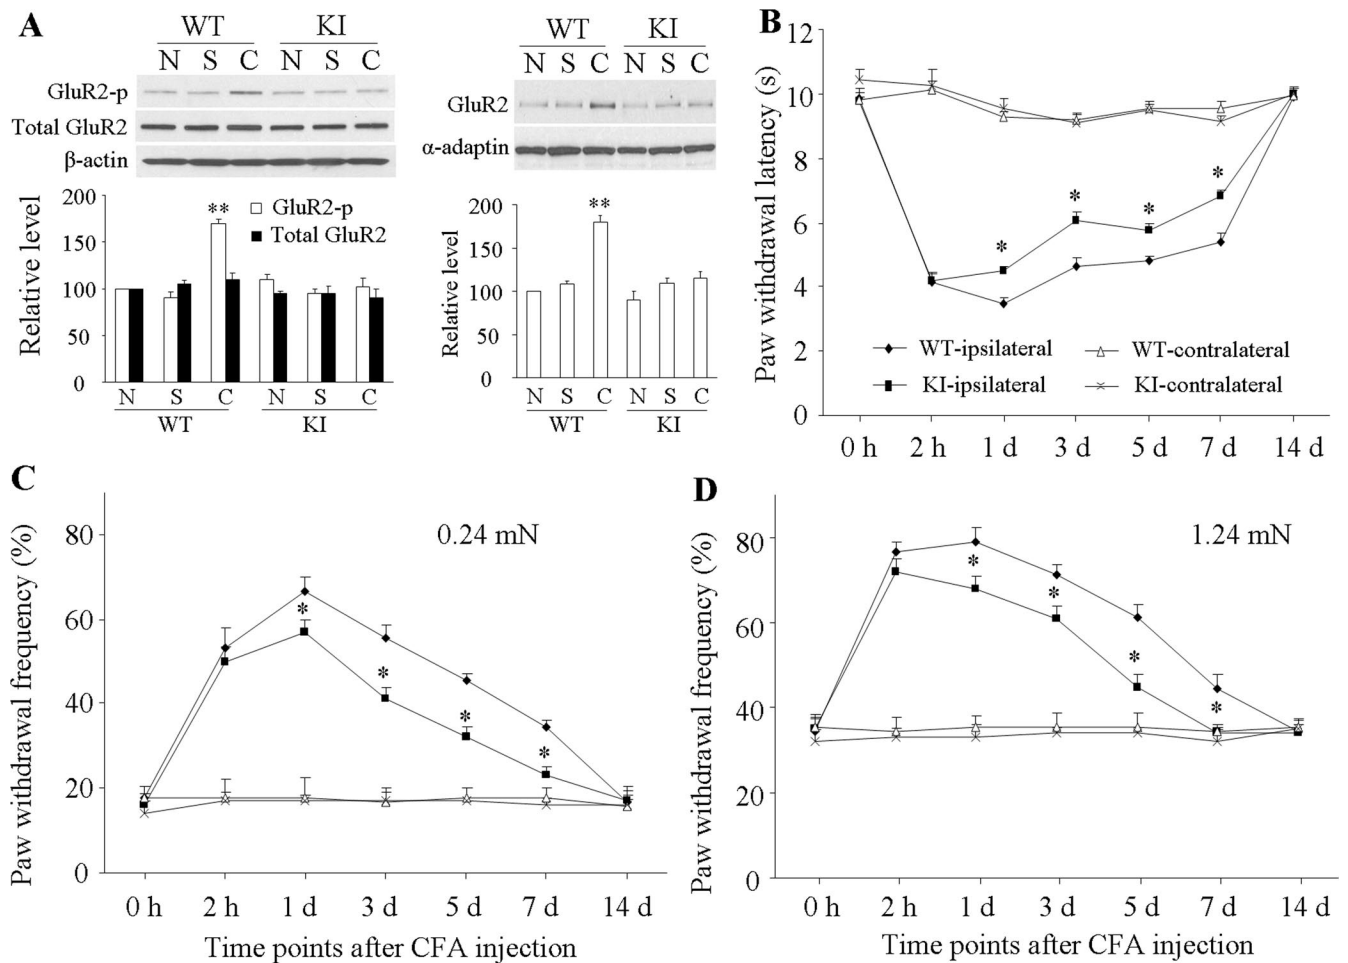 A
WT KI
N S C N S C
GluR2-p
Total GluR2
β-actin
Relative level
200
150
100
50
0
**
GluR2-p
Total GluR2
N S C N S C
WT KI
WT KI
N S C N S C
GluR2
α-adaptin
Relative level
200
150
100
50
0
**
N S C N S C
WT KI
B
Paw withdrawal latency (s)
12
10
8
6
4
2
0
* * * *
WT-ipsilateral WT-contralateral
KI-ipsilateral KI-contralateral
0 h 2 h 1 d 3 d 5 d 7 d 14 d
C
0.24 mN
Paw withdrawal frequency (%)
80
60
40
20
0
* * * *
0 h 2 h 1 d 3 d 5 d 7 d 14 d
Time points after CFA injection
D
1.24 mN
Paw withdrawal frequency (%)
80
60
40
20
0
* * * *
0 h 2 h 1 d 3 d 5 d 7 d 14 d
Time points after CFA injection